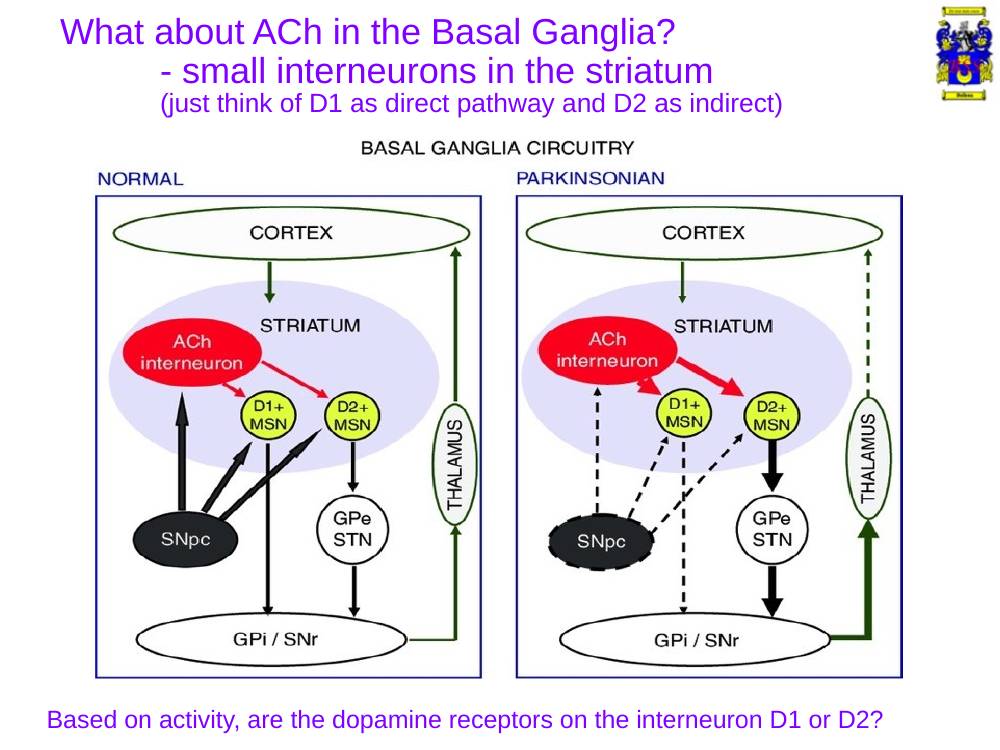 What about ACh in the Basal Ganglia?
- small interneurons in the striatum
(just think of D1 as direct pathway and D2 as indirect)
BASAL GANGLIA CIRCUITRY
NORMAL
CORTEX
STRIATUM
ACh
interneuron
D1+
MSN
D2+
MSN
THALAMUS
SNpc
GPe
STN
GPi / SNr
PARKINSONIAN
CORTEX
STRIATUM
ACh
interneuron
D1+
MSN
D2+
MSN
THALAMUS
SNpc
GPe
STN
GPi / SNr
Based on activity, are the dopamine receptors on the interneuron D1 or D2?